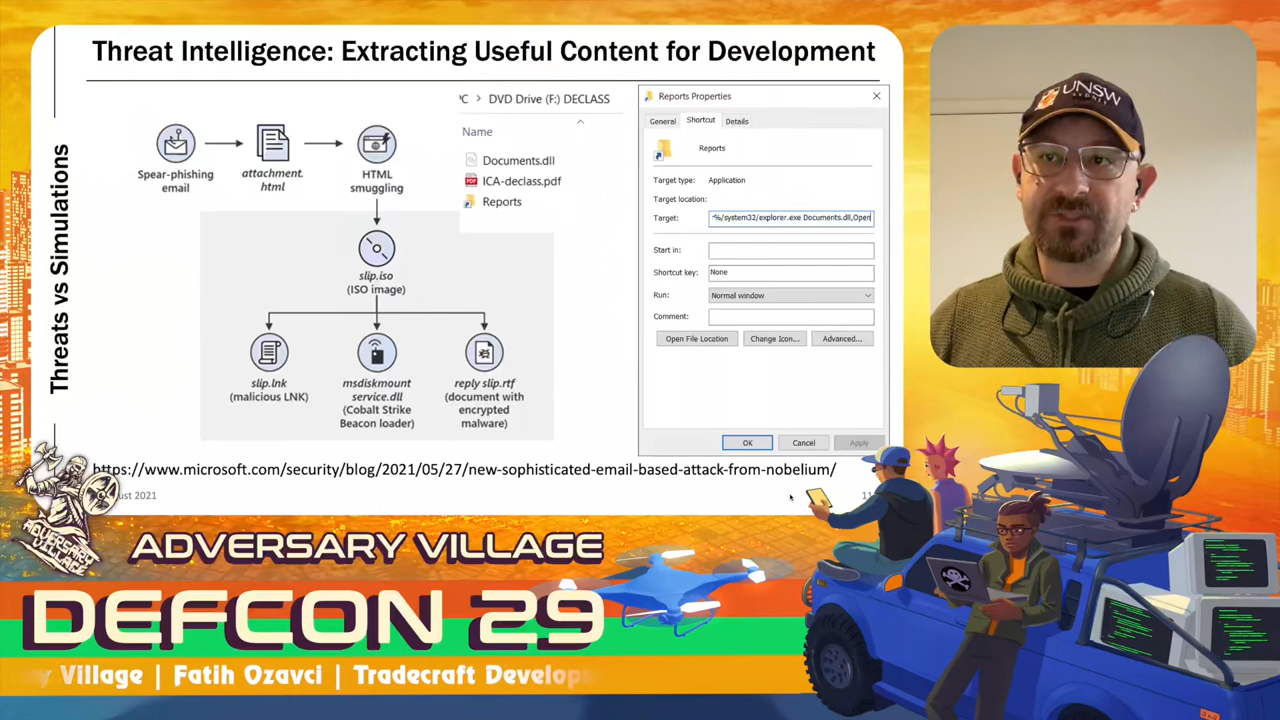 Threat Intelligence: Extracting Useful Content for Development
Threats vs Simulations
Spear-phishing
email
attachment.
html
HTML
smuggling
slip.iso
(ISO image)
slip.lnk
(malicious LNK)
msdiskmount
service.dll
(Cobalt Strike
Beacon loader)
reply slip.rtf
(document with
encrypted
malware)
DVD Drive (F:) DECLASS
Name
Documents.dll
ICA-declass.pdf
Reports
Reports Properties
General Shortcut Details
Reports
Target type: Application
Target location:
Target: %/system32/explorer.exe Documents.dll,Open
Start in:
Shortcut key: None
Run: Normal window
Comment:
Open File Location Change Icon... Advanced...
OK Cancel Apply
https://www.microsoft.com/security/blog/2021/05/27/new-sophisticated-email-based-attack-from-nobelium/
2021
UNSW
SYDNEY
ADVERSARY
VILLAGE
ADVERSARY VILLAGE
DEFCON 29
Village | Fatih Ozavci | Tradecraft